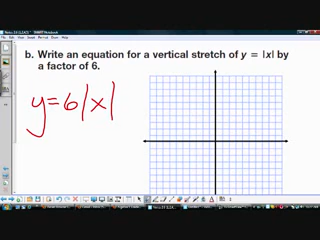 b. Write an equation for a vertical stretch of y = |x| by
a factor of 6.
y=6|x|